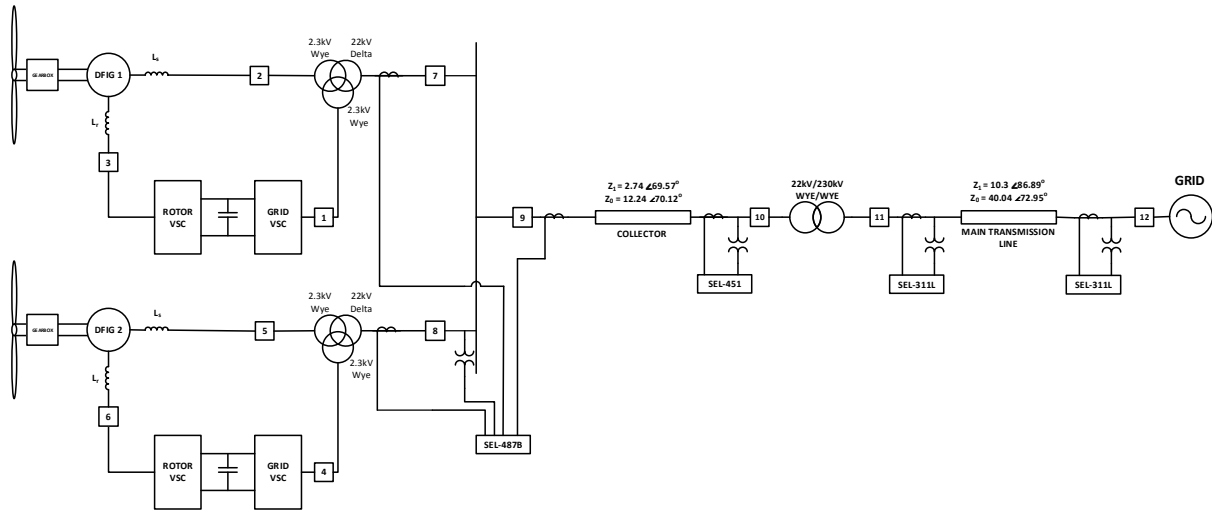 2.3kV
Wye
22kV
Delta
Ls
GEARBOX
DFIG 1
2
7
2.3kV
Wye
Lr
3
ROTOR
VSC
GRID
VSC
1
Z1 = 2.74 ∠69.57°
Z0 = 12.24 ∠70.12°
COLLECTOR
9
10
22kV/230kV
WYE/WYE
11
Z1 = 10.3 ∠86.89°
Z0 = 40.04 ∠72.95°
MAIN TRANSMISSION
LINE
12
GRID
SEL-451
SEL-311L
SEL-311L
2.3kV
Wye
22kV
Delta
Ls
GEARBOX
DFIG 2
5
8
2.3kV
Wye
Lr
6
ROTOR
VSC
GRID
VSC
4
SEL-487B